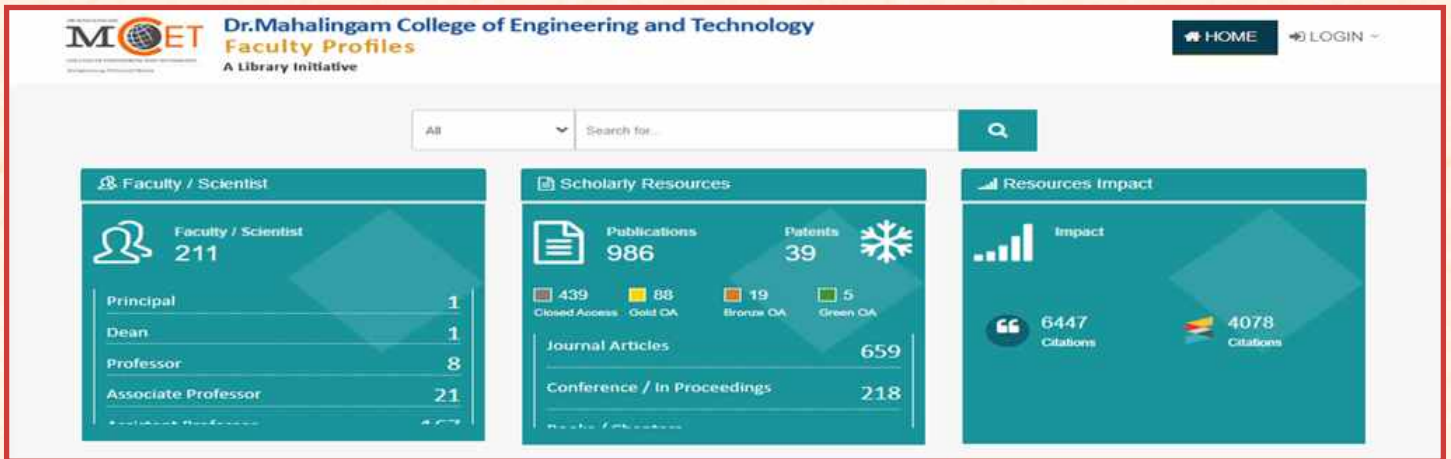 MCET
Dr.Mahalingam College of Engineering and Technology
Faculty Profiles
A Library Initiative
HOME
LOGIN
All
Search for...
Faculty / Scientist
Faculty / Scientist
211
Principal 1
Dean 1
Professor 8
Associate Professor 21
Scholarly Resources
Publications
986
Patents
39
439
Closed Access
88
Gold OA
19
Bronze OA
5
Green OA
Journal Articles 659
Conference / In Proceedings 218
Resources Impact
Impact
6447
Citations
4078
Citations